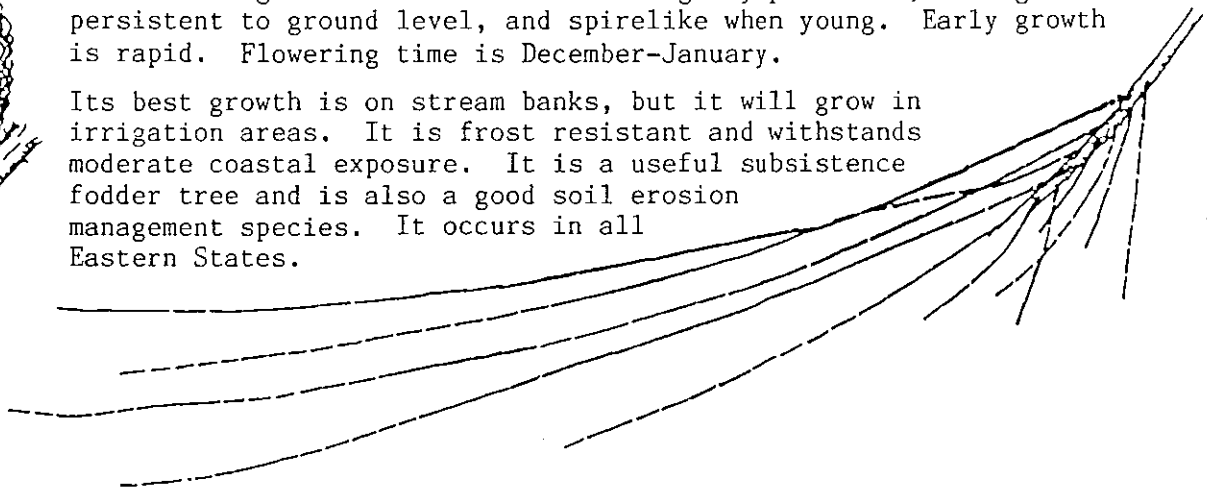 persistent to ground level, and spirelike when young.  Early growth
is rapid.  Flowering time is December-January.
Its best growth is on stream banks, but it will grow in
irrigation areas.  It is frost resistant and withstands
moderate coastal exposure.  It is a useful subsistence
fodder tree and is also a good soil erosion
management species.  It occurs in all
Eastern States.